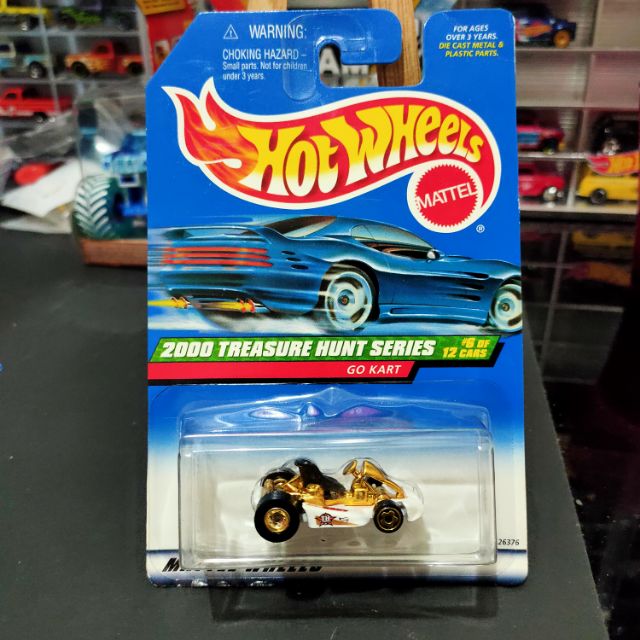 WARNING:
CHOKING HAZARD –
Small parts. Not for children
under 3 years.
FOR AGES
OVER 3 YEARS.
DIE CAST METAL &
PLASTIC PARTS.
HOT WHEELS
MATTEL
®
2000 TREASURE HUNT SERIES
#6 OF
12 CARS
GO KART
26376